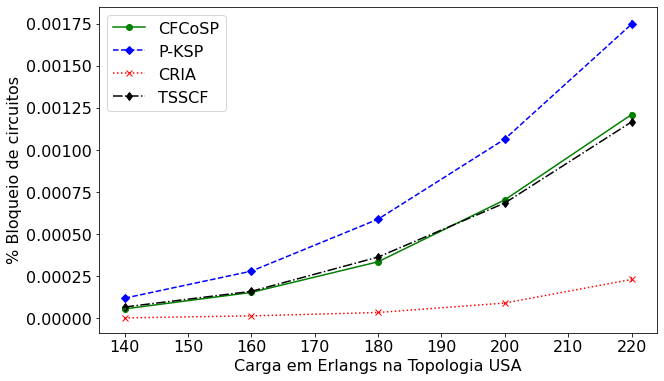 CFCoSP
P-KSP
CRIA
TSSCF
0.00175
0.00150
0.00125
0.00100
0.00075
0.00050
0.00025
0.00000
% Bloqueio de circuitos
140 150 160 170 180 190 200 210 220
Carga em Erlangs na Topologia USA